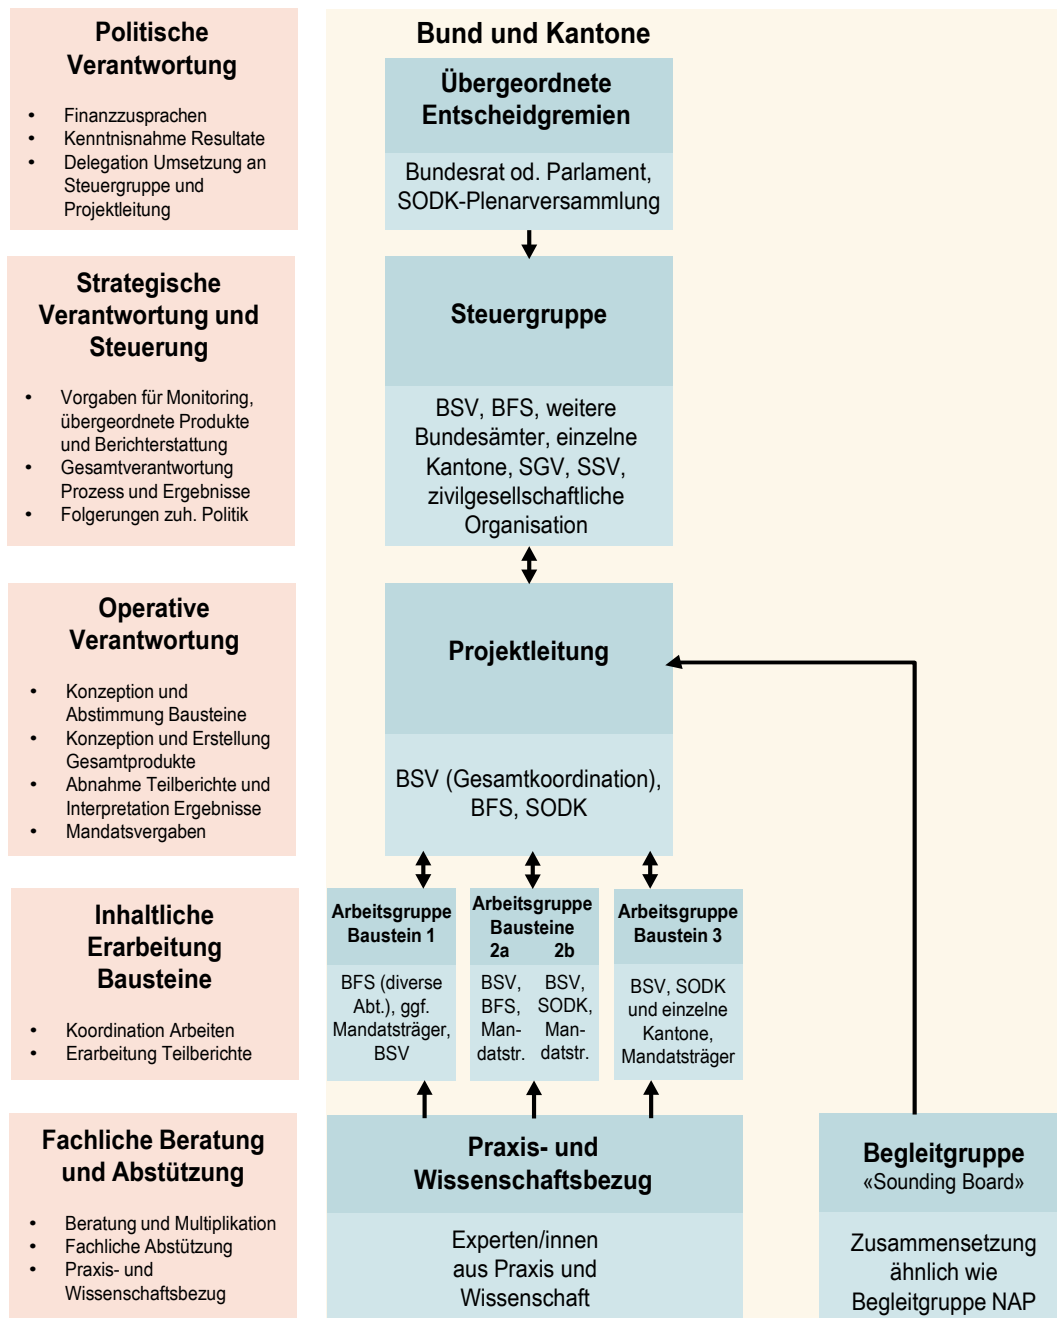 Politische
Verantwortung
• Finanzzusprachen
• Kenntnisnahme Resultate
• Delegation Umsetzung an
Steuergruppe und
Projektleitung
Bund und Kantone
Übergeordnete
Entscheidgremien
Bundesrat od. Parlament,
SODK-Plenarversammlung
Strategische
Verantwortung und
Steuerung
• Vorgaben für Monitoring,
übergeordnete Produkte
und Berichterstattung
• Gesamtverantwortung
Prozess und Ergebnisse
• Folgerungen zuh. Politik
Steuergruppe
BSV, BFS, weitere
Bundesämter, einzelne
Kantone, SGV, SSV,
zivilgesellschaftliche
Organisation
Operative
Verantwortung
• Konzeption und
Abstimmung Bausteine
• Konzeption und Erstellung
Gesamtprodukte
• Abnahme Teilberichte und
Interpretation Ergebnisse
• Mandatsvergaben
Projektleitung
BSV (Gesamtkoordination),
BFS, SODK
Inhaltliche
Erarbeitung
Bausteine
• Koordination Arbeiten
• Erarbeitung Teilberichte
Arbeitsgruppe
Baustein 1
BFS (diverse
Abt.), ggf.
Mandatsträger,
BSV
Arbeitsgruppe
Bausteine
2a 2b
BSV,
BFS,
Man-
datstr.
BSV,
SODK,
Man-
datstr.
Arbeitsgruppe
Baustein 3
BSV, SODK
und einzelne
Kantone,
Mandatsträger
Fachliche Beratung
und Abstützung
• Beratung und Multiplikation
• Fachliche Abstützung
• Praxis- und
Wissenschaftsbezug
Praxis- und
Wissenschaftsbezug
Experten/innen
aus Praxis und
Wissenschaft
Begleitgruppe
«Sounding Board»
Zusammensetzung
ähnlich wie
Begleitgruppe NAP